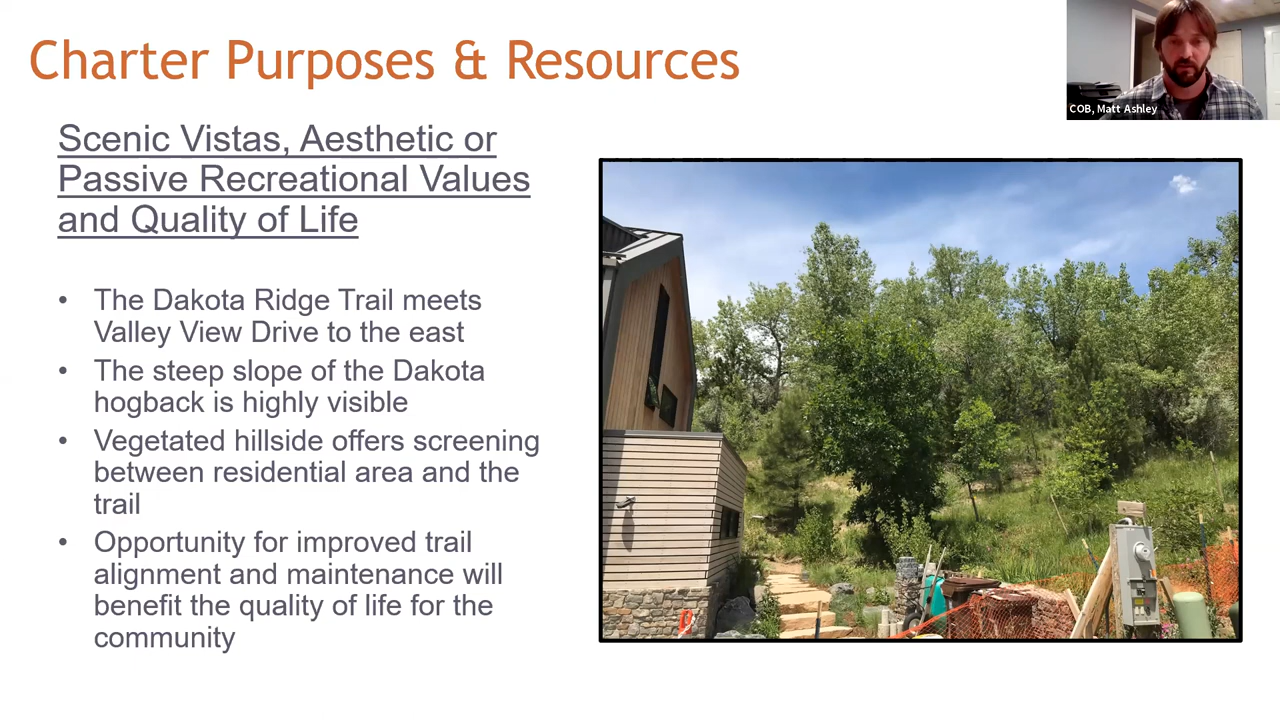 Charter Purposes & Resources
COB, Matt Ashley
Scenic Vistas, Aesthetic or
Passive Recreational Values
and Quality of Life
• The Dakota Ridge Trail meets
Valley View Drive to the east
• The steep slope of the Dakota
hogback is highly visible
• Vegetated hillside offers screening
between residential area and the
trail
• Opportunity for improved trail
alignment and maintenance will
benefit the quality of life for the
community